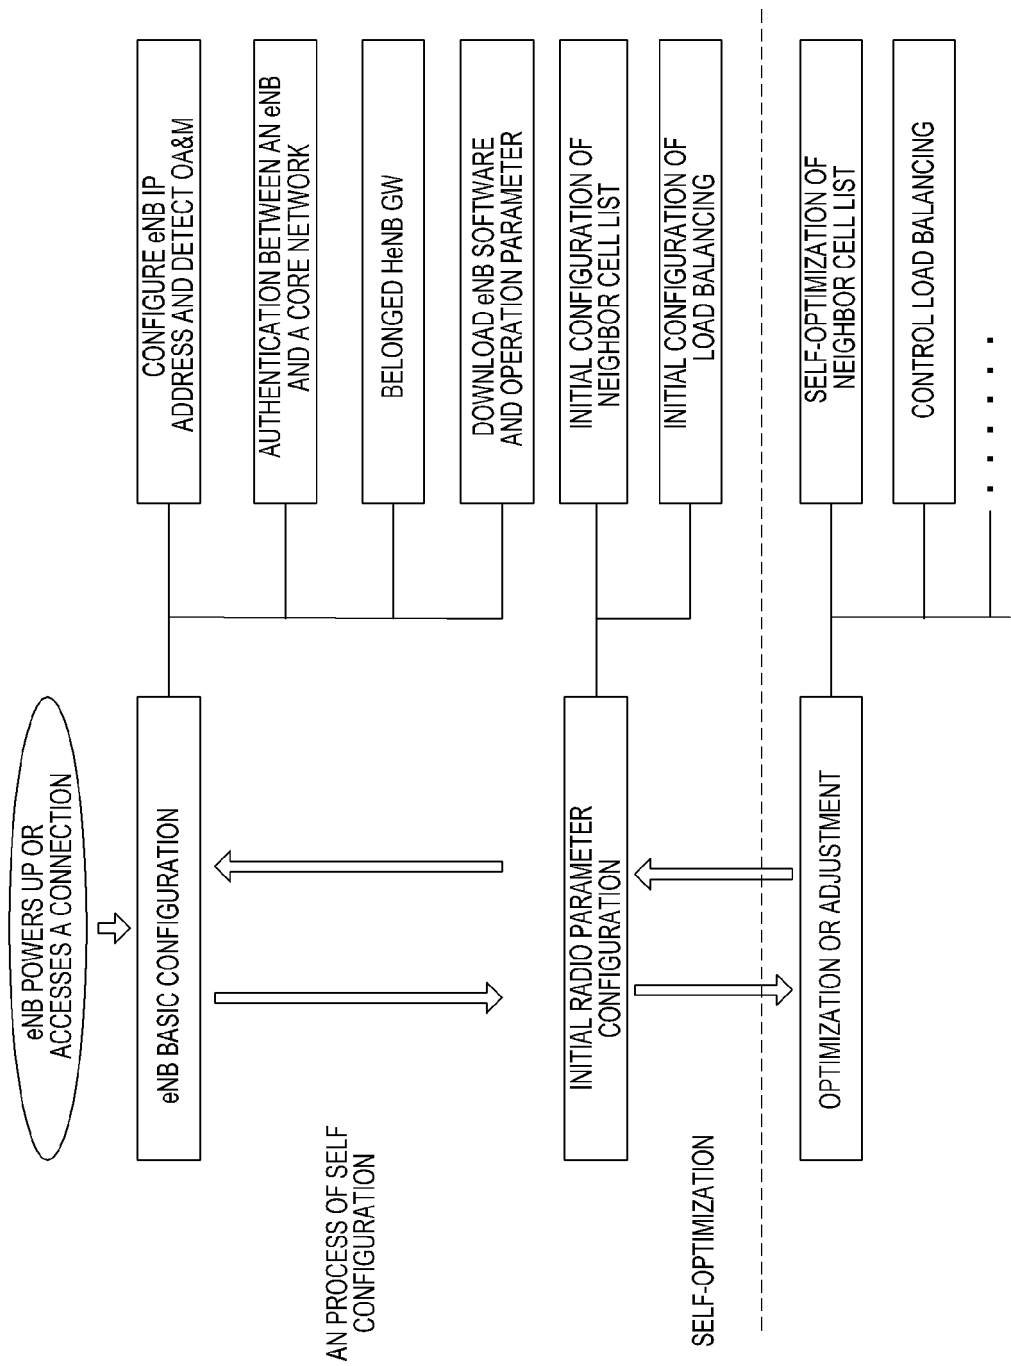 eNB POWERS UP OR
ACCESSES A CONNECTION
eNB BASIC CONFIGURATION
CONFIGURE eNB IP
ADDRESS AND DETECT OA&M
AUTHENTICATION BETWEEN AN eNB
AND A CORE NETWORK
BELONGED HeNB GW
DOWNLOAD eNB SOFTWARE
AND OPERATION PARAMETER
AN PROCESS OF SELF
CONFIGURATION
INITIAL RADIO PARAMETER
CONFIGURATION
INITIAL CONFIGURATION OF
NEIGHBOR CELL LIST
INITIAL CONFIGURATION OF
LOAD BALANCING
SELF-OPTIMIZATION
OPTIMIZATION OR ADJUSTMENT
SELF-OPTIMIZATION OF
NEIGHBOR CELL LIST
CONTROL LOAD BALANCING
......